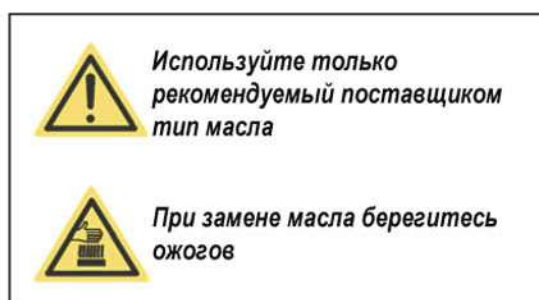 Используйте только
рекомендуемый поставщиком
тип масла
При замене масла берегитесь
ожогов